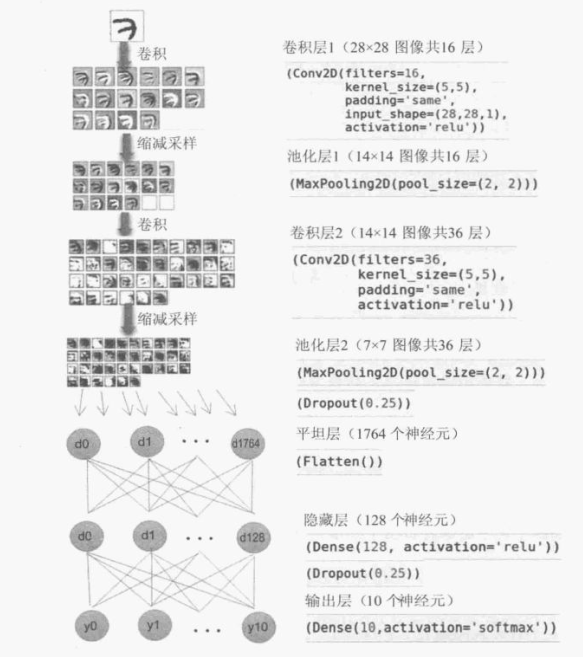 卷积
卷积层1（28×28 图像共16 层）
(Conv2D(filters=16,
kernel_size=(5,5),
padding='same',
input_shape=(28,28,1),
activation='relu'))
缩减采样
池化层1（14×14 图像共16 层）
(MaxPooling2D(pool_size=(2, 2)))
卷积
卷积层2（14×14 图像共36 层）
(Conv2D(filters=36,
kernel_size=(5,5),
padding='same',
activation='relu'))
缩减采样
池化层2（7×7 图像共36 层）
(MaxPooling2D(pool_size=(2, 2)))
(Dropout(0.25))
d0 d1 ··· d1764
平坦层（1764 个神经元）
(Flatten())
d0 d1 ··· d128
隐藏层（128 个神经元）
(Dense(128, activation='relu'))
(Dropout(0.25))
y0 y1 ··· y10
输出层（10 个神经元）
(Dense(10,activation='softmax'))